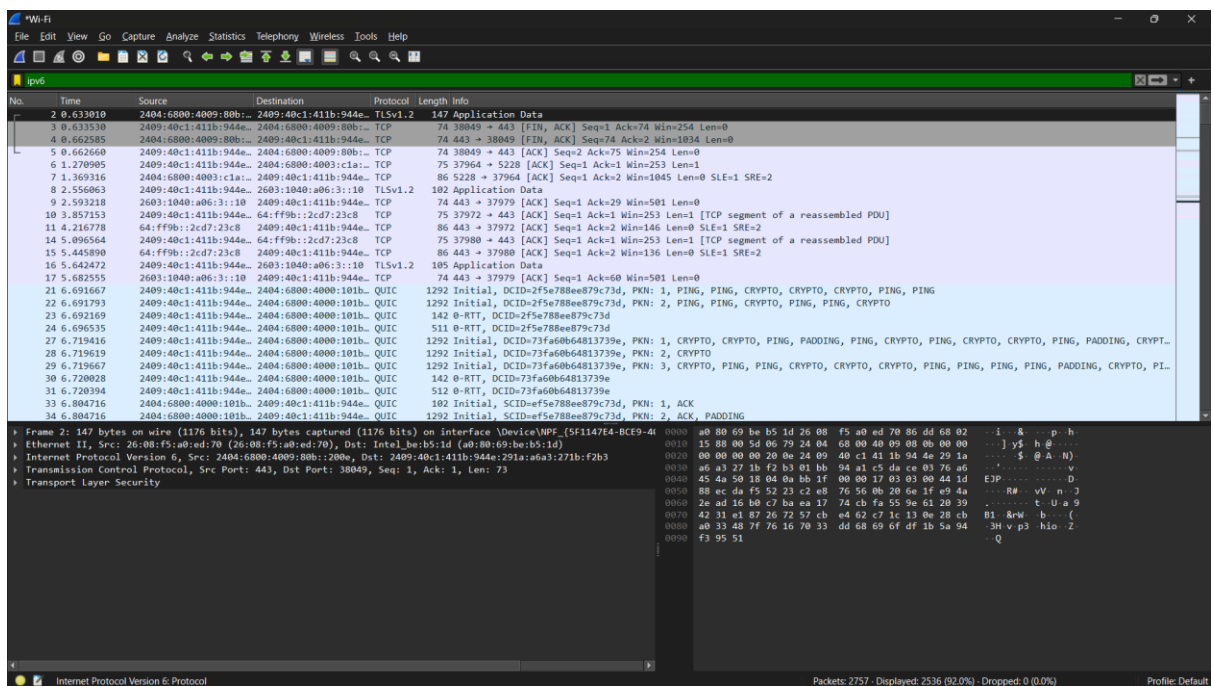 *Wi-Fi
File Edit View Go Capture Analyze Statistics Telephony Wireless Tools Help
ipv6
No. Time Source Destination Protocol Length Info
2 0.633010 2404:6800:4009:80b:… 2409:40c1:411b:944e… TLSv1.2 147 Application Data
3 0.633530 2409:40c1:411b:944e… 2404:6800:4009:80b:… TCP 74 38049 → 443 [FIN, ACK] Seq=1 Ack=74 Win=254 Len=0
4 0.662585 2404:6800:4009:80b:… 2409:40c1:411b:944e… TCP 74 443 → 38049 [FIN, ACK] Seq=74 Ack=2 Win=1034 Len=0
5 0.662660 2409:40c1:411b:944e… 2404:6800:4009:80b:… TCP 74 38049 → 443 [ACK] Seq=2 Ack=75 Win=254 Len=0
6 1.270905 2409:40c1:411b:944e… 2404:6800:4003:c1a:… TCP 75 37964 → 5228 [ACK] Seq=1 Ack=1 Win=253 Len=1
7 1.369316 2404:6800:4003:c1a:… 2409:40c1:411b:944e… TCP 86 5228 → 37964 [ACK] Seq=1 Ack=2 Win=1045 Len=0 SLE=1 SRE=2
8 2.556063 2409:40c1:411b:944e… 2603:1040:a06:3::10 TLSv1.2 102 Application Data
9 2.593218 2603:1040:a06:3::10 2409:40c1:411b:944e… TCP 74 443 → 37979 [ACK] Seq=1 Ack=29 Win=501 Len=0
10 3.857153 2409:40c1:411b:944e… 64:ff9b::2cd7:23c8 TCP 75 37972 → 443 [ACK] Seq=1 Ack=1 Win=253 Len=1 [TCP segment of a reassembled PDU]
11 4.216778 64:ff9b::2cd7:23c8 2409:40c1:411b:944e… TCP 86 443 → 37972 [ACK] Seq=1 Ack=2 Win=146 Len=0 SLE=1 SRE=2
14 5.096564 2409:40c1:411b:944e… 64:ff9b::2cd7:23c8 TCP 75 37980 → 443 [ACK] Seq=1 Ack=1 Win=253 Len=1 [TCP segment of a reassembled PDU]
15 5.445890 64:ff9b::2cd7:23c8 2409:40c1:411b:944e… TCP 86 443 → 37980 [ACK] Seq=1 Ack=2 Win=136 Len=0 SLE=1 SRE=2
16 5.642472 2409:40c1:411b:944e… 2603:1040:a06:3::10 TLSv1.2 105 Application Data
17 5.682555 2603:1040:a06:3::10 2409:40c1:411b:944e… TCP 74 443 → 37979 [ACK] Seq=1 Ack=60 Win=501 Len=0
21 6.691667 2409:40c1:411b:944e… 2404:6800:4000:101b… QUIC 1292 Initial, DCID=2f5e788ee879c73d, PKN: 1, PING, PING, CRYPTO, CRYPTO, CRYPTO, PING, PING
22 6.691793 2409:40c1:411b:944e… 2404:6800:4000:101b… QUIC 1292 Initial, DCID=2f5e788ee879c73d, PKN: 2, PING, CRYPTO, PING, PING, CRYPTO
23 6.692169 2409:40c1:411b:944e… 2404:6800:4000:101b… QUIC 142 0-RTT, DCID=2f5e788ee879c73d
24 6.696535 2409:40c1:411b:944e… 2404:6800:4000:101b… QUIC 511 0-RTT, DCID=2f5e788ee879c73d
27 6.719416 2409:40c1:411b:944e… 2404:6800:4000:101b… QUIC 1292 Initial, DCID=73fa60b64813739e, PKN: 1, CRYPTO, CRYPTO, PING, PADDING, PING, CRYPTO, PING, CRYPTO, CRYPTO, PING, PADDING, CRYPT…
28 6.719619 2409:40c1:411b:944e… 2404:6800:4000:101b… QUIC 1292 Initial, DCID=73fa60b64813739e, PKN: 2, CRYPTO
29 6.719667 2409:40c1:411b:944e… 2404:6800:4000:101b… QUIC 1292 Initial, DCID=73fa60b64813739e, PKN: 3, CRYPTO, PING, PING, CRYPTO, CRYPTO, CRYPTO, PING, PING, PING, PING, PADDING, CRYPTO, PI…
30 6.720028 2409:40c1:411b:944e… 2404:6800:4000:101b… QUIC 142 0-RTT, DCID=73fa60b64813739e
31 6.720394 2409:40c1:411b:944e… 2404:6800:4000:101b… QUIC 512 0-RTT, DCID=73fa60b64813739e
33 6.804716 2404:6800:4000:101b… 2409:40c1:411b:944e… QUIC 102 Initial, SCID=ef5e788ee879c73d, PKN: 1, ACK
34 6.804716 2404:6800:4000:101b… 2409:40c1:411b:944e… QUIC 1292 Initial, SCID=ef5e788ee879c73d, PKN: 2, ACK, PADDING
Frame 2: 147 bytes on wire (1176 bits), 147 bytes captured (1176 bits) on interface \Device\NPF_{5F1147E4-BCE9-4(
Ethernet II, Src: 26:08:f5:a0:ed:70 (26:08:f5:a0:ed:70), Dst: Intel_be:b5:1d (a0:80:69:be:b5:1d)
Internet Protocol Version 6, Src: 2404:6800:4009:80b::200e, Dst: 2409:40c1:411b:944e:291a:a6a3:271b:f2b3
Transmission Control Protocol, Src Port: 443, Dst Port: 38049, Seq: 1, Ack: 1, Len: 73
Transport Layer Security
0000 a0 80 69 be b5 1d 26 08 f5 a0 ed 70 86 dd 68 02 ··i···&· ···p··h·
0010 15 88 00 5d 06 79 24 04 68 00 40 09 08 0b 00 00 ···]·y$· h·@·····
0020 00 00 00 00 20 0e 24 09 40 c1 41 1b 94 4e 29 1a ···· ·$· @·A··N)·
0030 a6 a3 27 1b f2 b3 01 bb 94 a1 c5 da ce 03 76 a6 ··'····· ······v·
0040 45 4a 50 18 04 0a bb 1f 00 00 17 03 03 00 44 1d EJP····· ······D·
0050 88 ec da f5 52 23 c2 e8 76 56 0b 20 6e 1f e9 4a ····R#·· vV· n··J
0060 2e ad 16 b0 c7 ba ea 17 74 cb fa 55 9e 61 20 39 .······· t··U·a 9
0070 42 31 e1 87 26 72 57 cb e4 62 c7 1c 13 0e 28 cb B1··&rW· ·b····(·
0080 a0 33 48 7f 76 16 70 33 dd 68 69 6f df 1b 5a 94 ·3H·v·p3 ·hio··Z·
0090 f3 95 51 ··Q
Internet Protocol Version 6: Protocol Packets: 2757 · Displayed: 2536 (92.0%) · Dropped: 0 (0.0%) Profile: Default